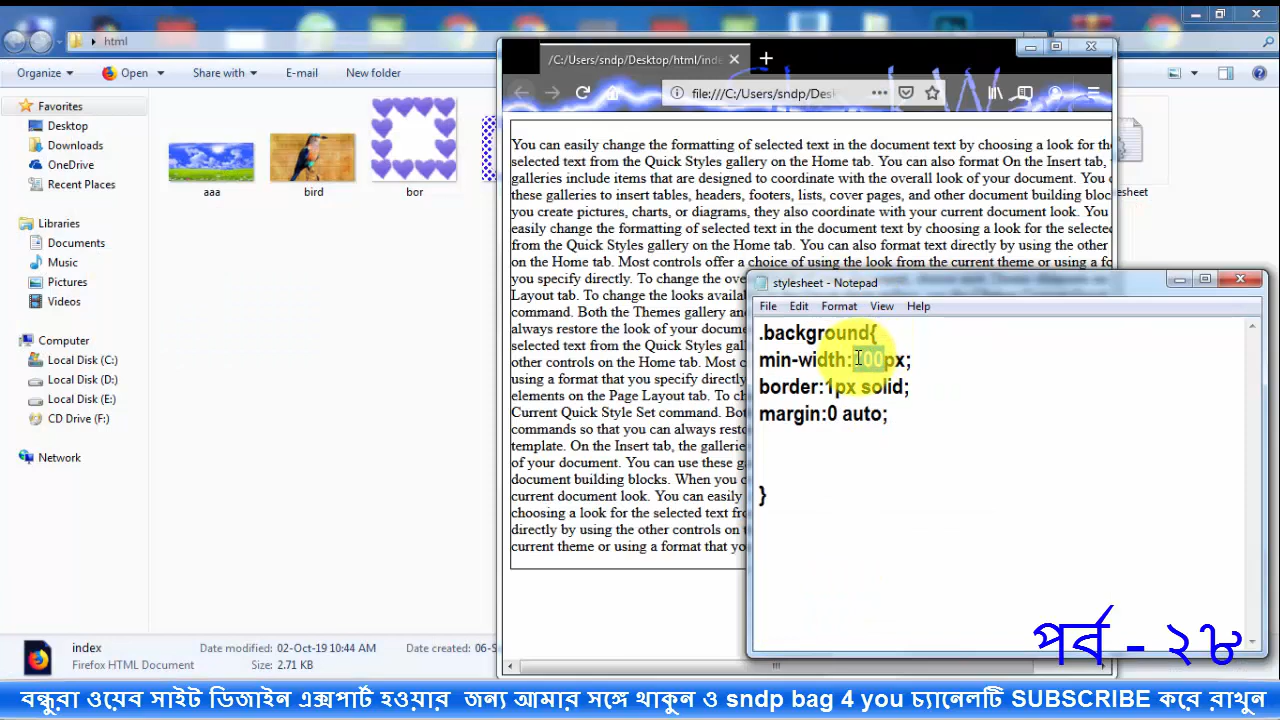 html
Organize
Open
Share with
E-mail
New folder
Favorites
Desktop
Downloads
OneDrive
Recent Places
Libraries
Documents
Music
Pictures
Videos
Computer
Local Disk (C:)
Local Disk (D:)
Local Disk (E:)
CD Drive (F:)
Network
aaa
bird
bor
/C:/Users/sndp/Desktop/html/inde
file:///C:/Users/sndp/Desk
You can easily change the formatting of selected text in the document text by choosing a look for the
selected text from the Quick Styles gallery on the Home tab. You can also format On the Insert tab,
galleries include items that are designed to coordinate with the overall look of your document. You
these galleries to insert tables, headers, footers, lists, cover pages, and other document building
you create pictures, charts, or diagrams, they also coordinate with your current document look. You
easily change the formatting of selected text in the document text by choosing a look for the selected
from the Quick Styles gallery on the Home tab. You can also format text directly by using the other
on the Home tab. Most controls offer a choice of using the look from the current theme or using a
you specify directly. To change the
Layout tab. To change the looks
command. Both the Themes gallery
always restore the look of your
selected text from the Quick Styles
other controls on the Home tab. Most
using a format that you specify directly
elements on the Page Layout tab. To
Current Quick Style Set command.
commands so that you can always
template. On the Insert tab, the galleries
of your document. You can use these
document building blocks. When you
current document look. You can easily
choosing a look for the selected text
directly by using the other controls on
current theme or using a format that
stylesheet - Notepad
File Edit Format View Help
.background{
min-width:100px;
border:1px solid;
margin:0 auto;
}
পর্ব - ২৮
index
Date modified: 02-Oct-19 10:44 AM
Date created:
Firefox HTML Document
Size: 2.71 KB
বন্ধুরা ওয়েব সাইট ডিজাইন এক্সপার্ট হওয়ার জন্য আমার সঙ্গে থাকুন ও sndp bag 4 you চ্যানেলটি SUBSCRIBE করে রাখুন